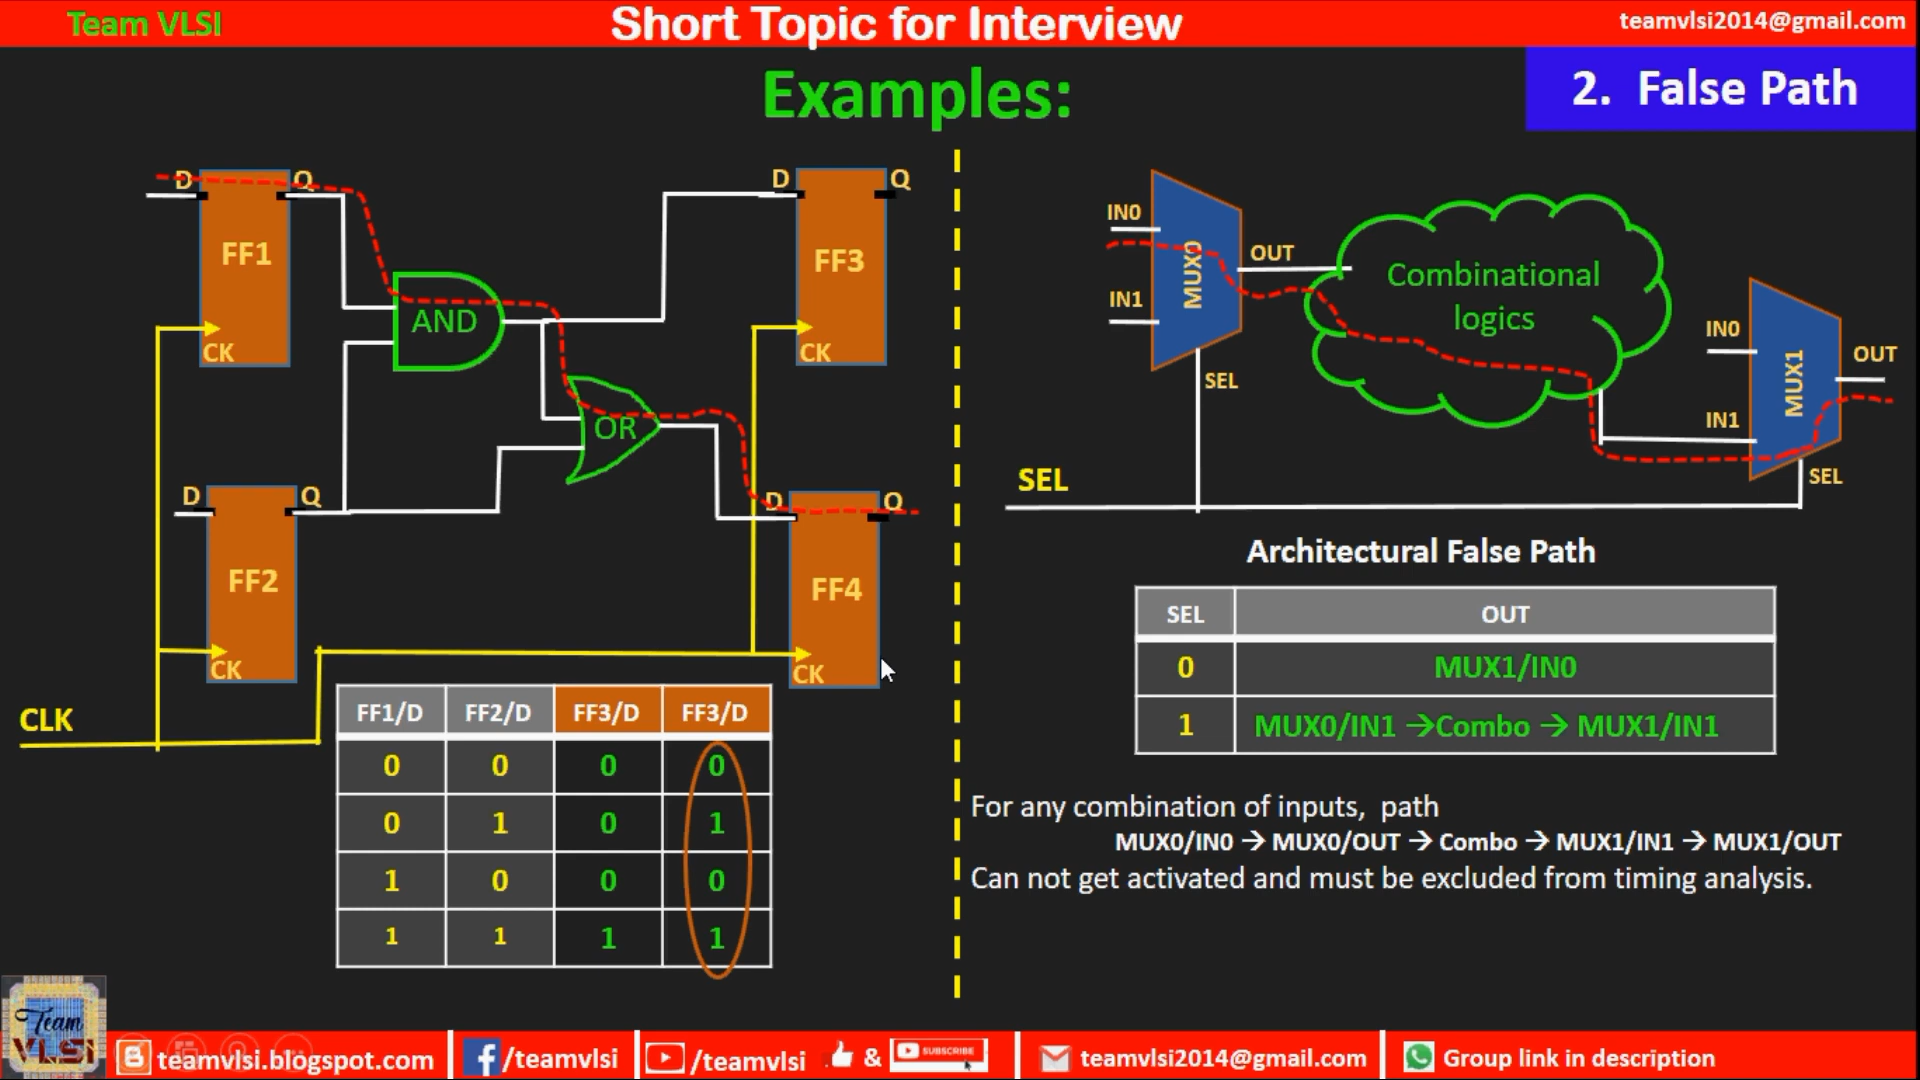 Team VLSI
Short Topic for Interview
teamvlsi2014@gmail.com
Examples:
2. False Path
D
Q
FF1
CK
AND
OR
D
Q
FF3
CK
D
Q
FF2
CK
D
Q
FF4
CK
CLK
FF1/D FF2/D FF3/D FF3/D
0 0 0 0
0 1 0 1
1 0 0 0
1 1 1 1
IN0
IN1
MUX0
OUT
SEL
Combinational
logics
IN0
IN1
MUX1
OUT
SEL
SEL
Architectural False Path
SEL OUT
0 MUX1/IN0
1 MUX0/IN1 →Combo → MUX1/IN1
For any combination of inputs, path
MUX0/IN0 → MUX0/OUT → Combo → MUX1/IN1 → MUX1/OUT
Can not get activated and must be excluded from timing analysis.
Team
VLSI
teamvlsi.blogspot.com
/teamvlsi
/teamvlsi
&
SUBSCRIBE
teamvlsi2014@gmail.com
Group link in description